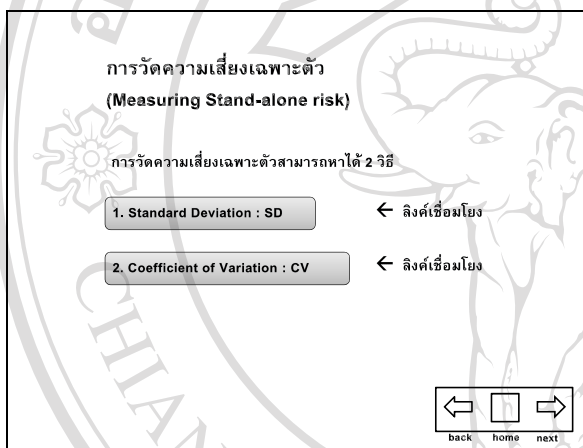 การวัดความเสี่ยงเฉพาะตัว
(Measuring Stand-alone risk)
การวัดความเสี่ยงเฉพาะตัวสามารถหาได้ 2 วิธี
1. Standard Deviation : SD
← ลิงค์เชื่อมโยง
2. Coefficient of Variation : CV
← ลิงค์เชื่อมโยง
back home next
CHIAN